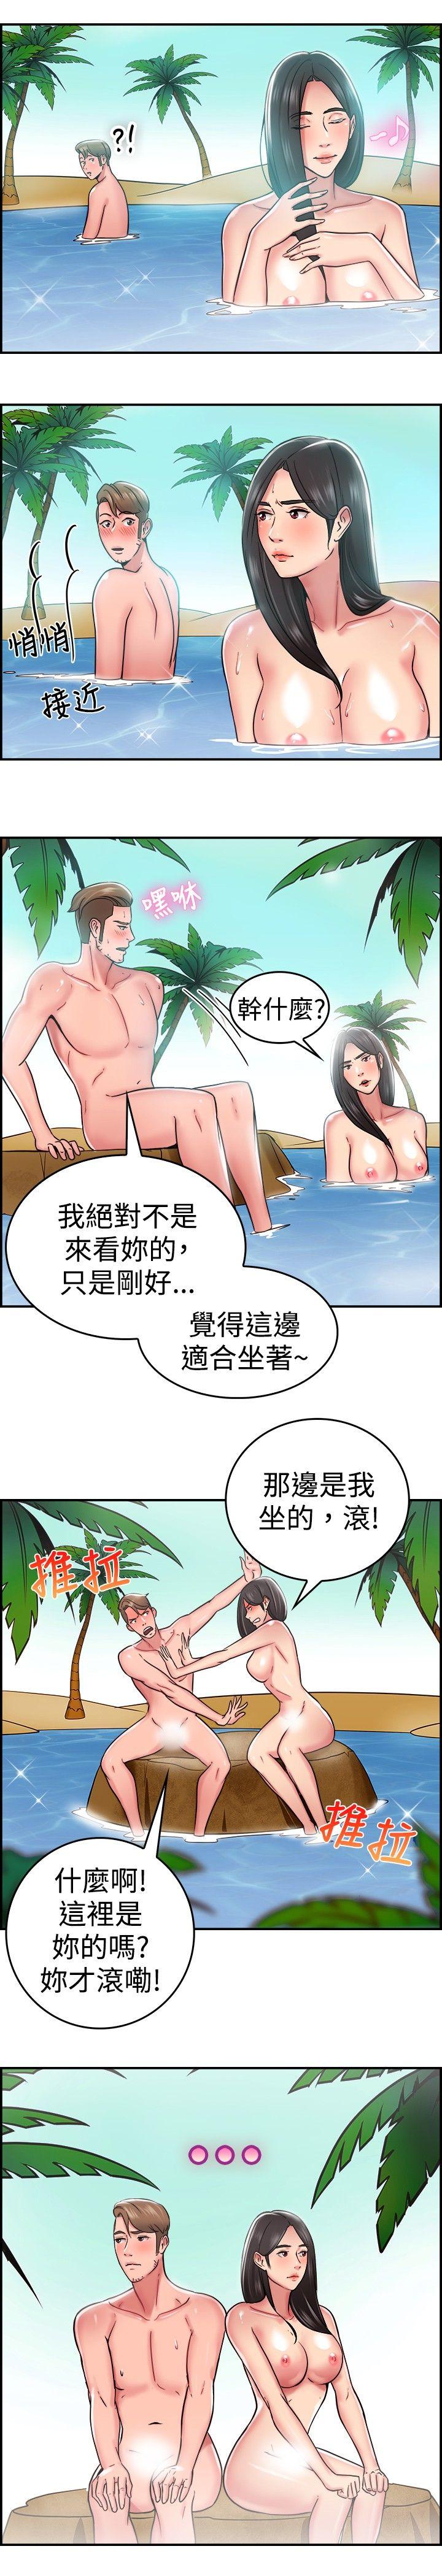 ?!
悄悄
接近
嘿咻
幹什麼?
我絕對不是
來看妳的,
只是剛好...
覺得這邊
適合坐著~
那邊是我
坐的，滾!
推拉
推拉
什麼啊!
這裡是
妳的嗎?
妳才滾嘞!